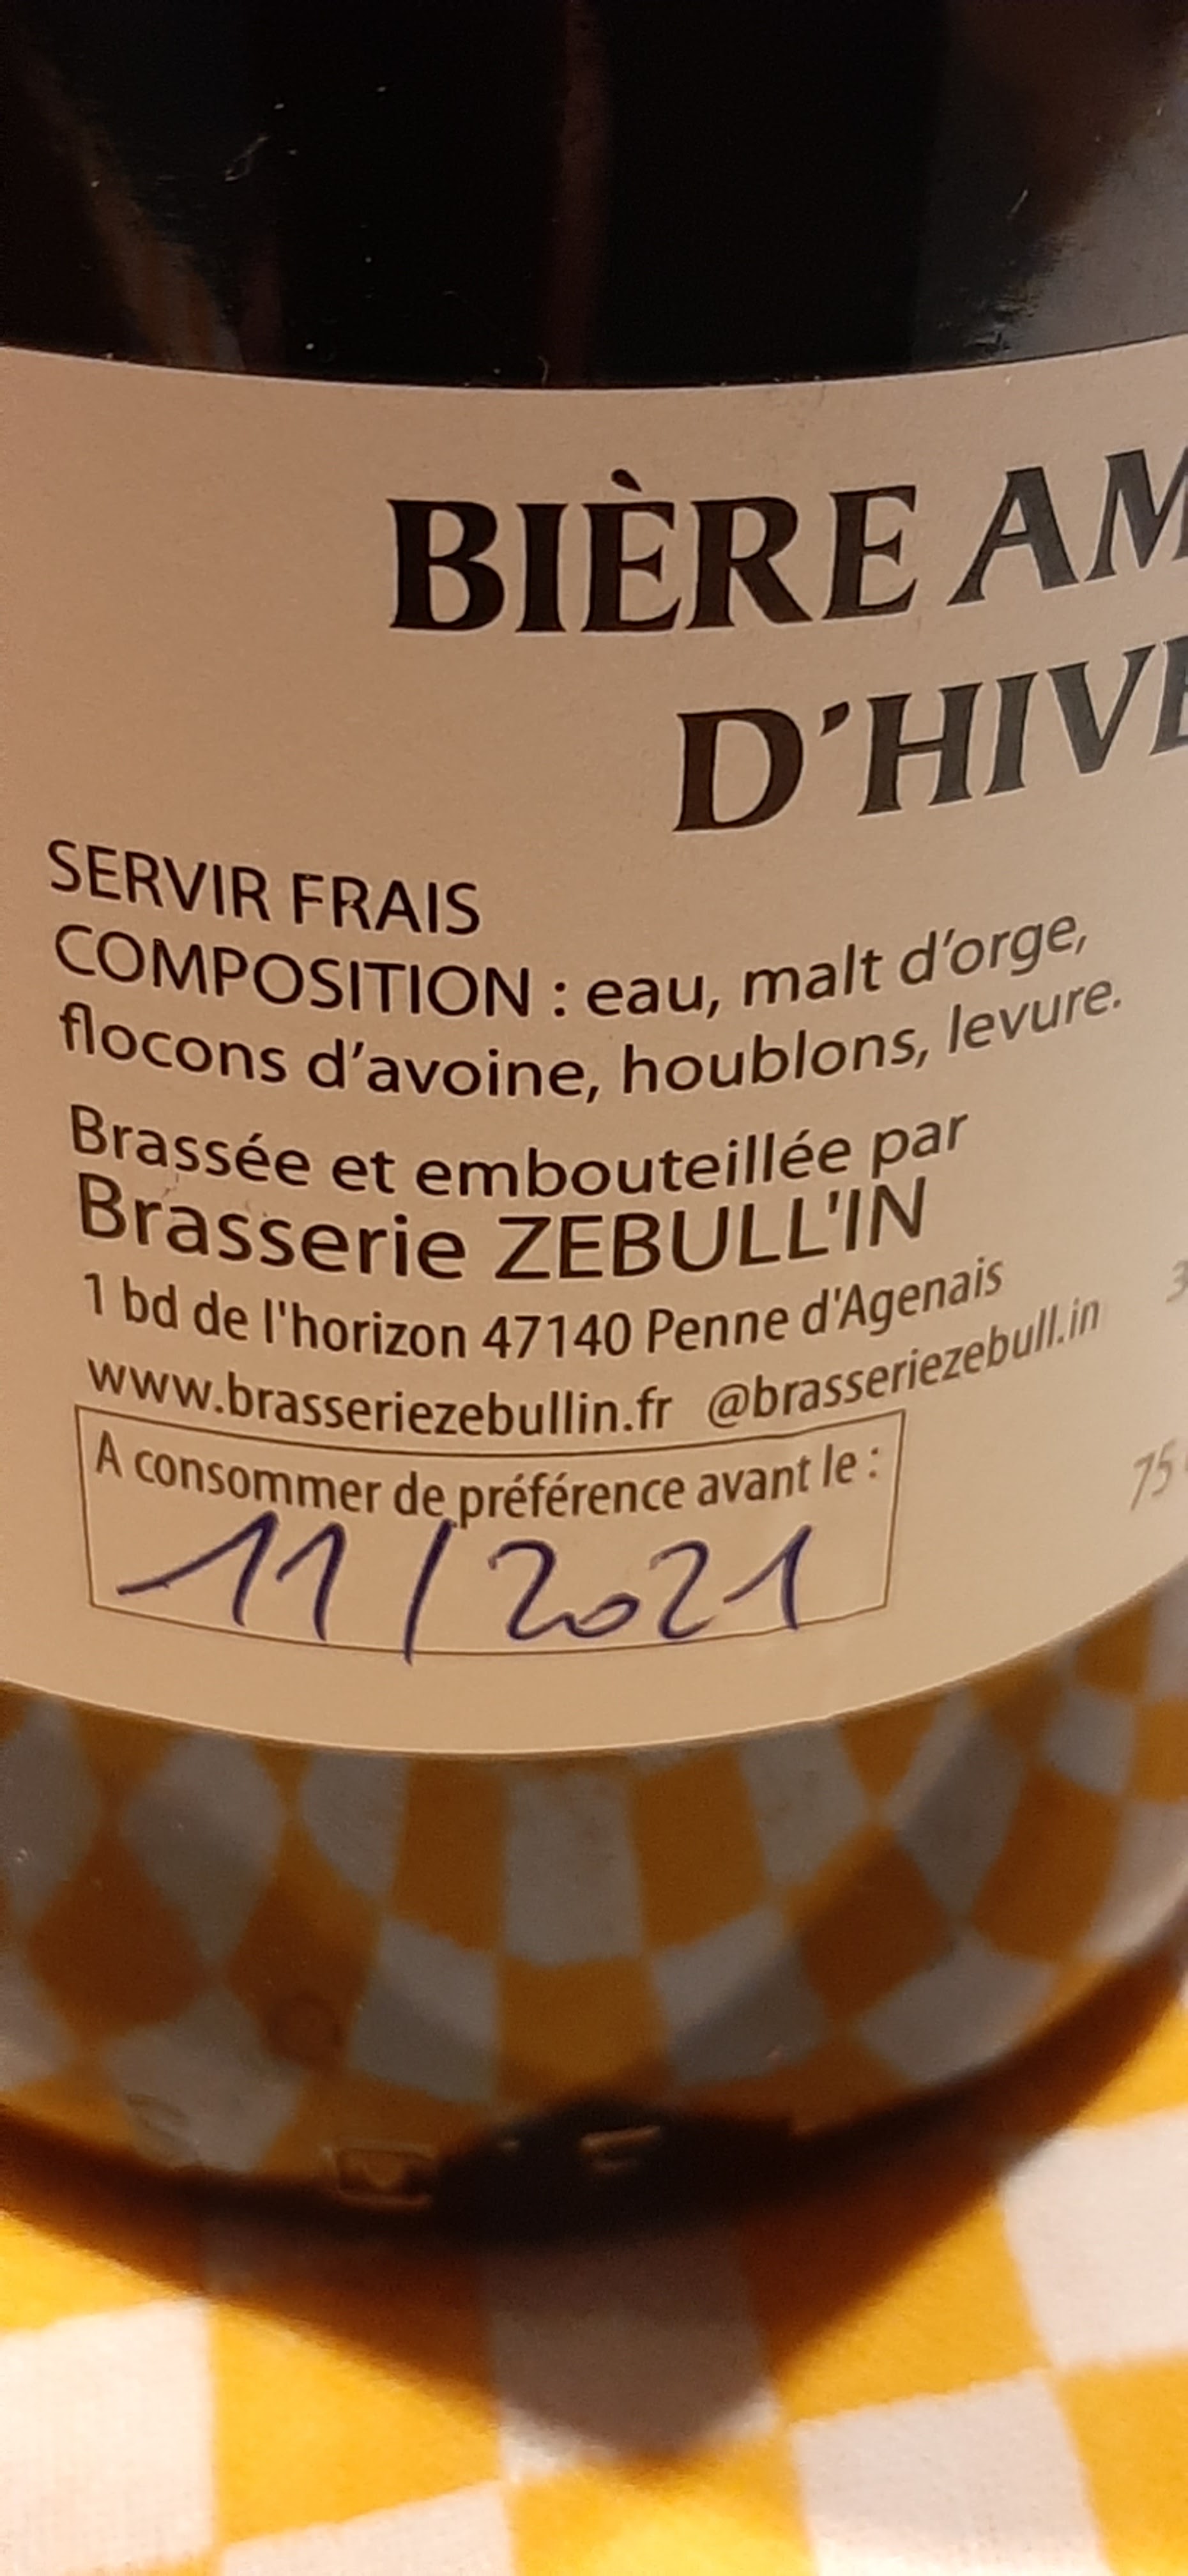 BIÈRE AM
D'HIVE
SERVIR FRAIS
COMPOSITION : eau, malt d'orge,
flocons d'avoine, houblons, levure.
Brassée et embouteillée par
Brasserie ZEBULL'IN
1 bd de l'horizon 47140 Penne d'Agenais
www.brasseriezebullin.fr @brasseriezebull.in
3
A consommer de préférence avant le :
75
11/2021